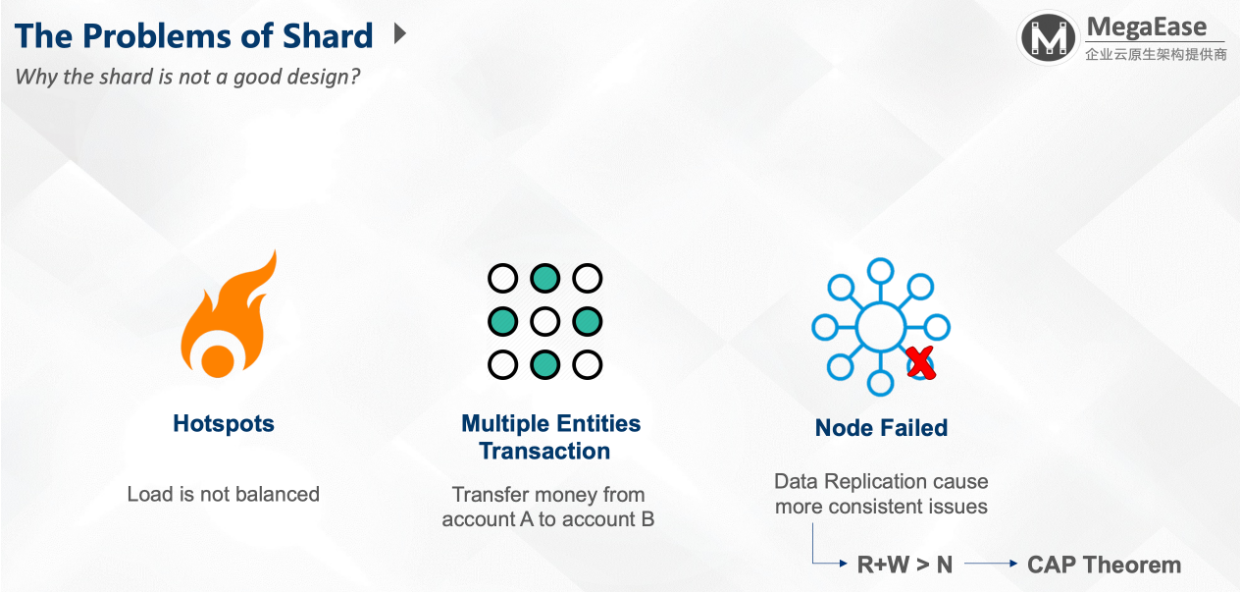 The Problems of Shard
Why the shard is not a good design?
MegaEase
企业云原生架构提供商
Hotspots
Load is not balanced
Multiple Entities
Transaction
Transfer money from
account A to account B
Node Failed
Data Replication cause
more consistent issues
R+W > N
CAP Theorem